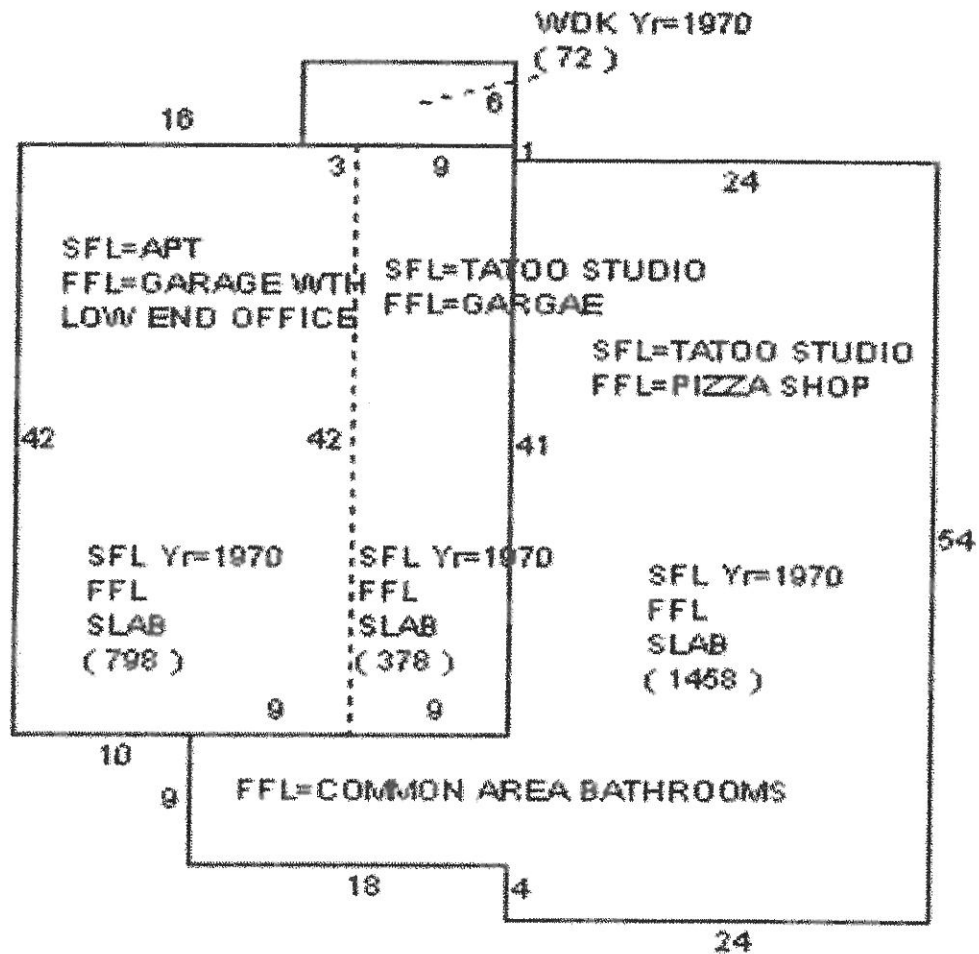 WDK Yr=1970
( 72 )
6
16
3
9
1
24
SFL=APT
FFL=GARAGE WTH
LOW END OFFICE
SFL=TATOO STUDIO
FFL=GARGAE
SFL=TATOO STUDIO
FFL=PIZZA SHOP
42
42
41
54
SFL Yr=1970
FFL
SLAB
( 798 )
SFL Yr=1970
FFL
SLAB
( 378 )
SFL Yr=1970
FFL
SLAB
( 1458 )
9
9
10
9
FFL=COMMON AREA BATHROOMS
18
4
24